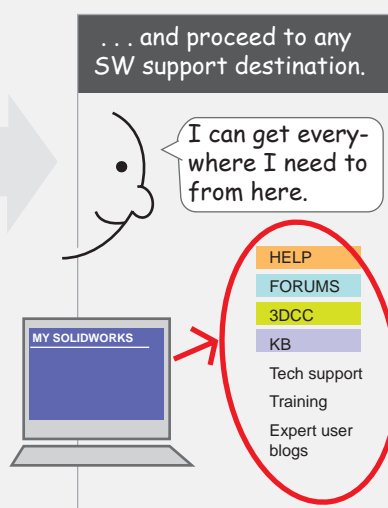 . . . and proceed to any
SW support destination.
I can get every-
where I need to
from here.
HELP
FORUMS
3DCC
KB
Tech support
Training
Expert user
blogs
MY SOLIDWORKS